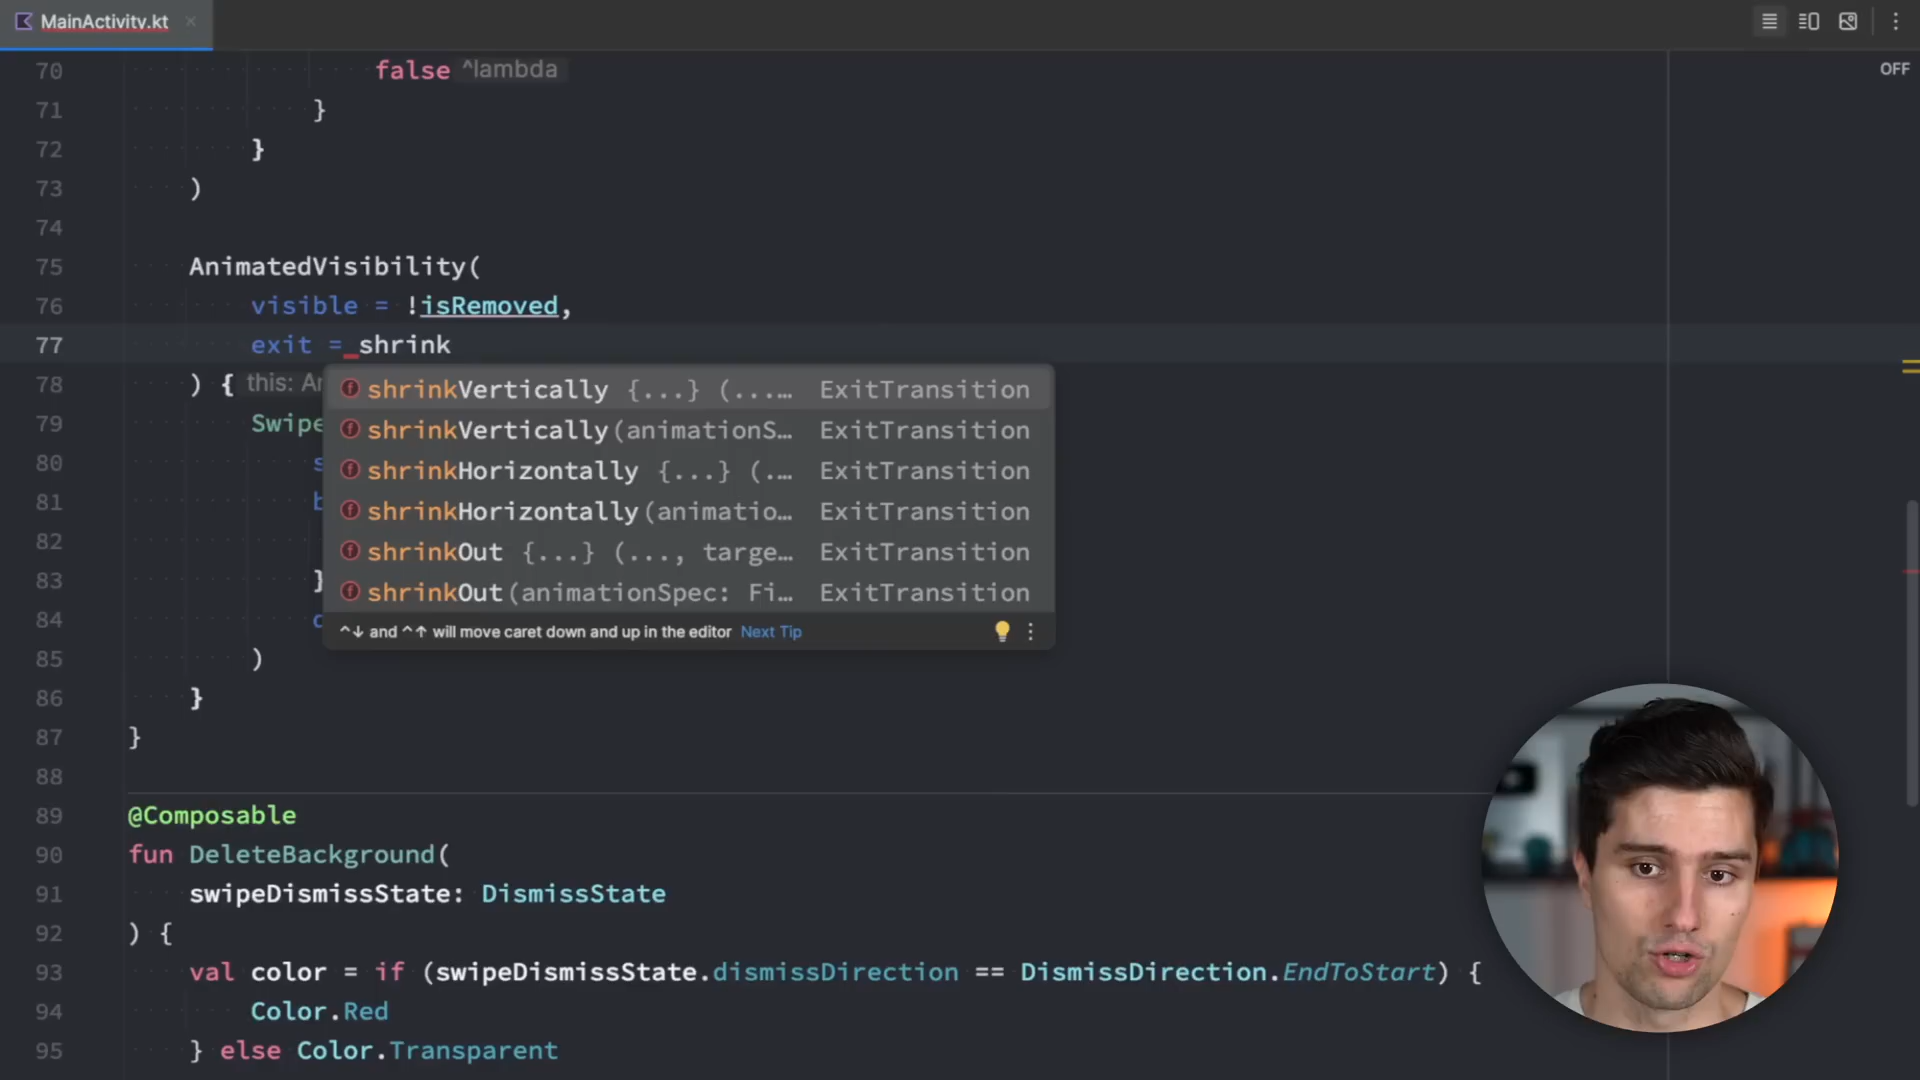 MainActivity.kt
OFF
70 false ^lambda
71 }
72 }
73 )
74
75 AnimatedVisibility(
76 visible = !isRemoved,
77 exit = shrink
78 ) { this: Ar
79 Swipe
80 s
81 b
82
83 }
84 d
85 )
86 }
87 }
88
89 @Composable
90 fun DeleteBackground(
91 swipeDismissState: DismissState
92 ) {
93 val color = if (swipeDismissState.dismissDirection == DismissDirection.EndToStart) {
94 Color.Red
95 } else Color.Transparent
shrinkVertically {...} (...… ExitTransition
shrinkVertically(animationS… ExitTransition
shrinkHorizontally {...} (.… ExitTransition
shrinkHorizontally(animatio… ExitTransition
shrinkOut {...} (..., targe… ExitTransition
shrinkOut(animationSpec: Fi… ExitTransition
^↓ and ^↑ will move caret down and up in the editor Next Tip